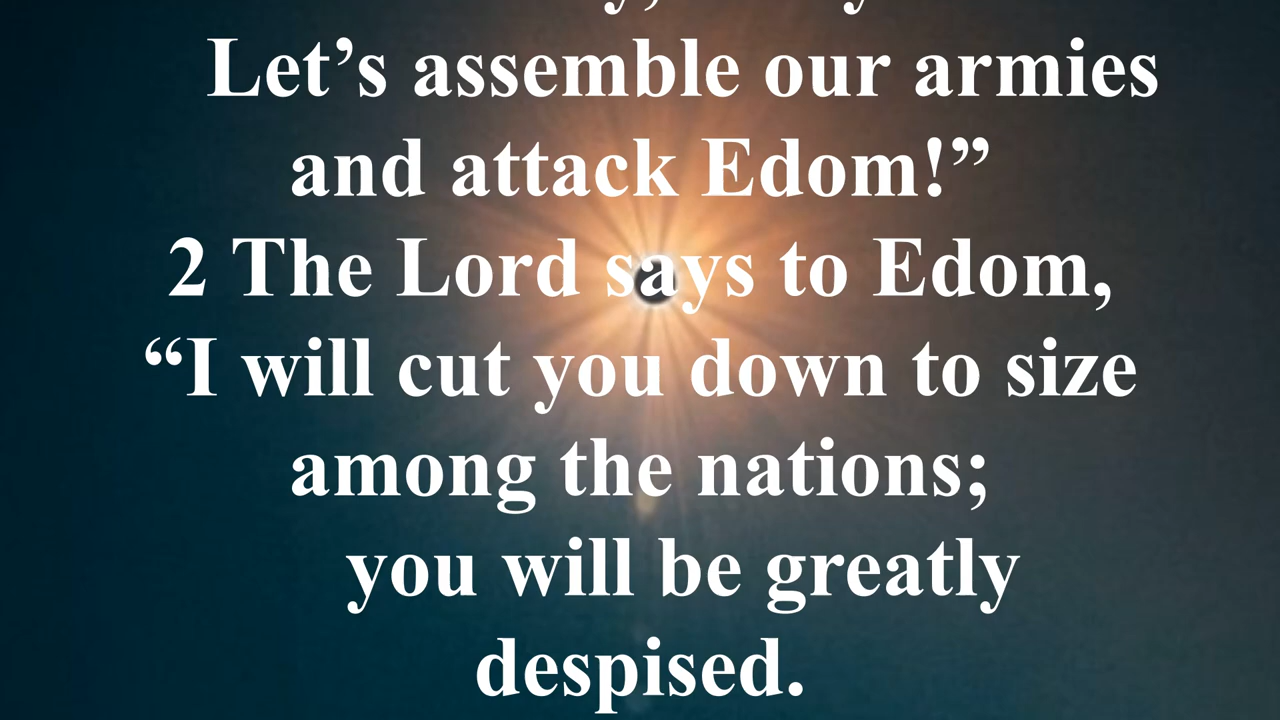 Let’s assemble our armies
and attack Edom!”
2 The Lord says to Edom,
“I will cut you down to size
among the nations;
you will be greatly
despised.